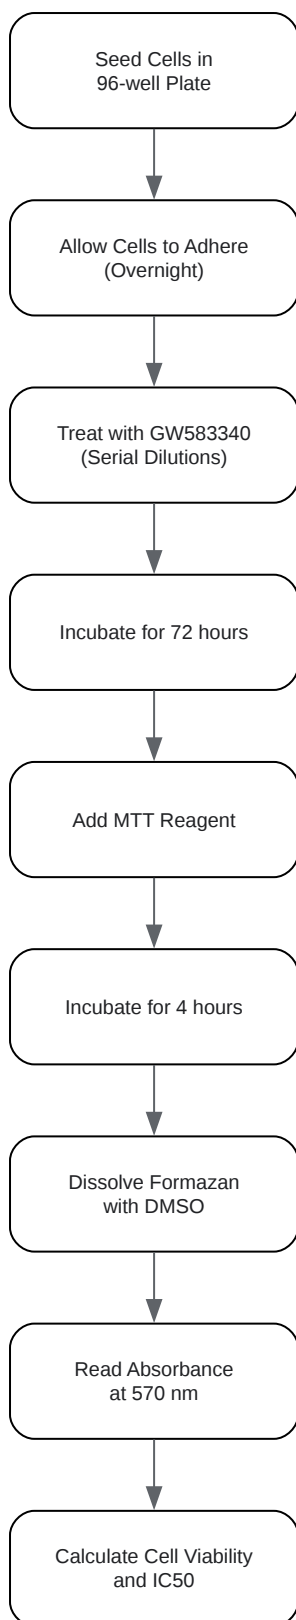 Seed Cells in
96-well Plate
Allow Cells to Adhere
(Overnight)
Treat with GW583340
(Serial Dilutions)
Incubate for 72 hours
Add MTT Reagent
Incubate for 4 hours
Dissolve Formazan
with DMSO
Read Absorbance
at 570 nm
Calculate Cell Viability
and IC50